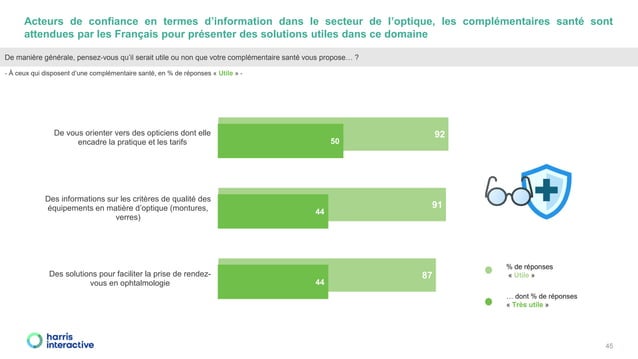 Acteurs de confiance en termes d’information dans le secteur de l’optique, les complémentaires santé sont
attendues par les Français pour présenter des solutions utiles dans ce domaine
De manière générale, pensez-vous qu’il serait utile ou non que votre complémentaire santé vous propose… ?
- À ceux qui disposent d’une complémentaire santé, en % de réponses « Utile » -
De vous orienter vers des opticiens dont elle
encadre la pratique et les tarifs
92
50
Des informations sur les critères de qualité des
équipements en matière d’optique (montures,
verres)
91
44
Des solutions pour faciliter la prise de rendez-
vous en ophtalmologie
87
44
% de réponses
« Utile »
… dont % de réponses
« Très utile »
harris
interactive
45